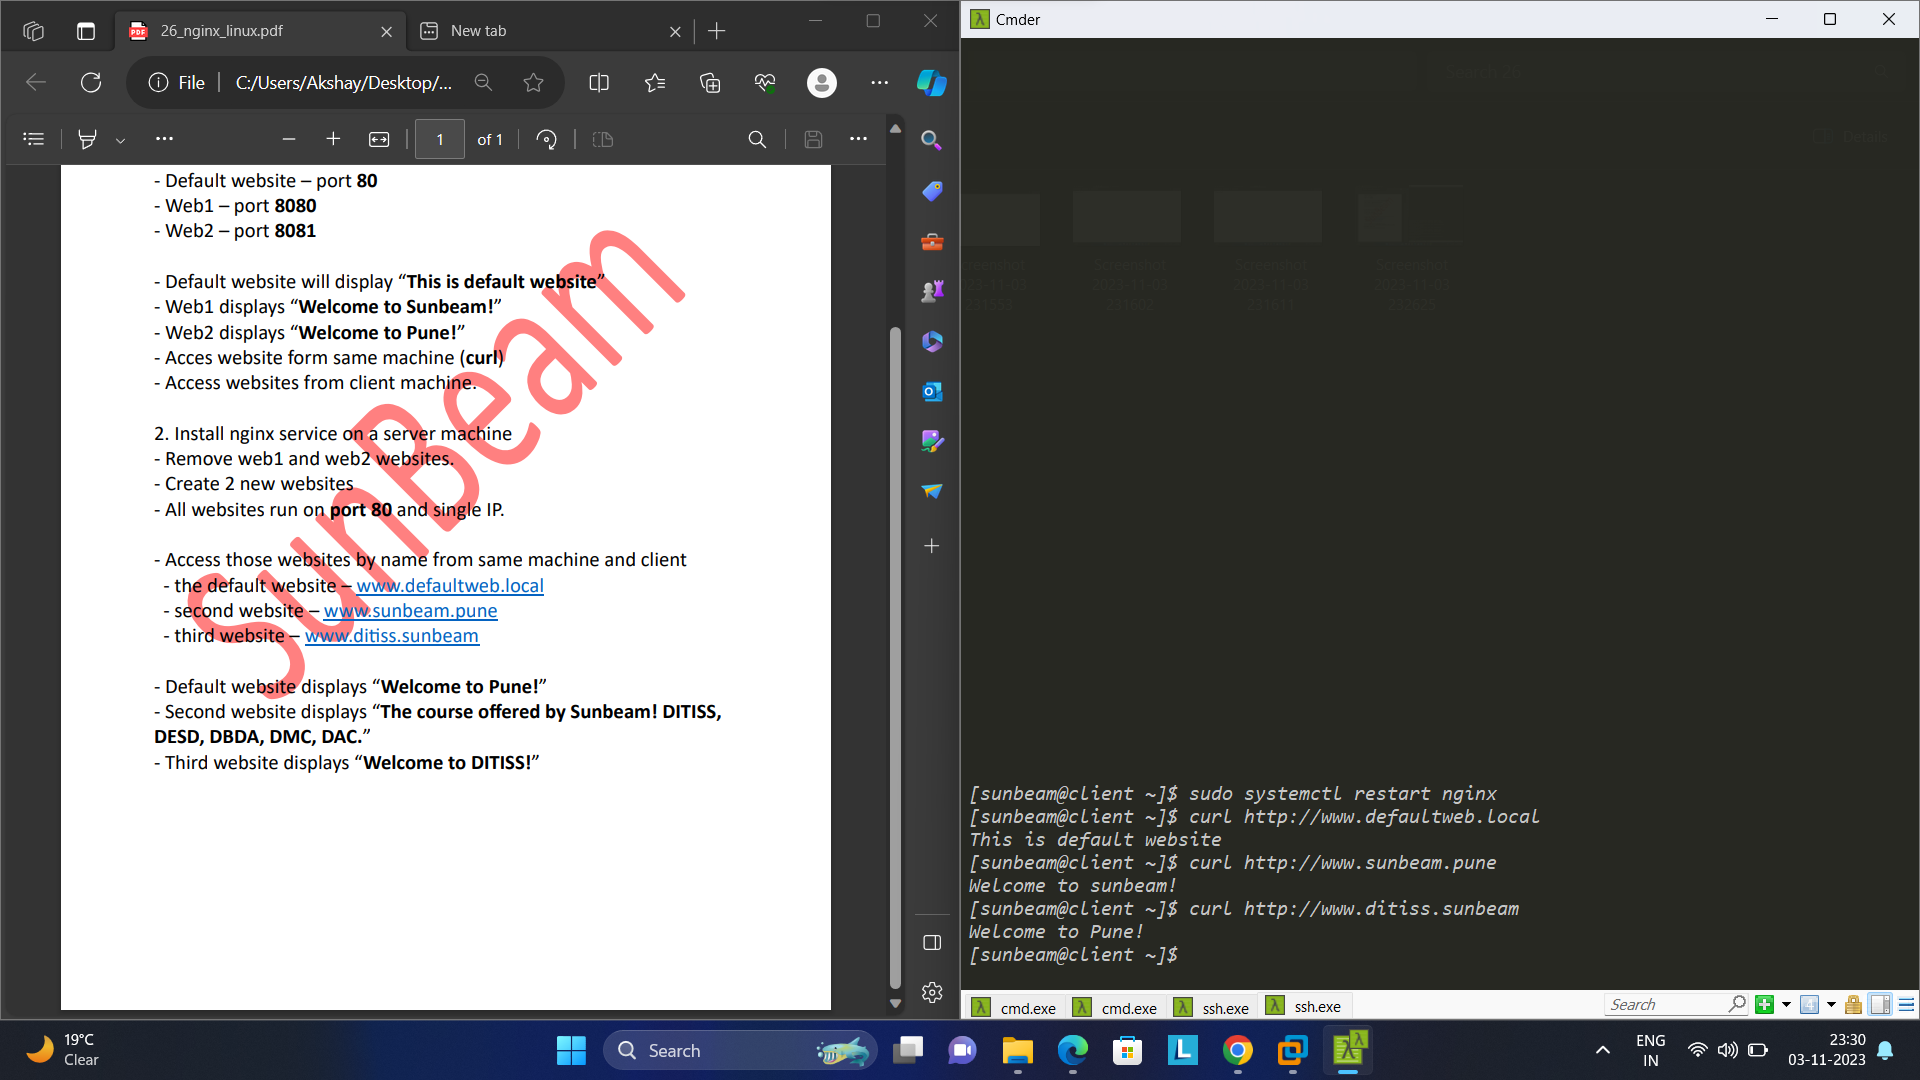 26_nginx_linux.pdf
New tab
File
C:/Users/Akshay/Desktop/...
1 of 1
- Default website – port 80
- Web1 – port 8080
- Web2 – port 8081
- Default website will display “This is default website”
- Web1 displays “Welcome to Sunbeam!”
- Web2 displays “Welcome to Pune!”
- Acces website form same machine (curl)
- Access websites from client machine.
2. Install nginx service on a server machine
- Remove web1 and web2 websites.
- Create 2 new websites
- All websites run on port 80 and single IP.
- Access those websites by name from same machine and client
- the default website – www.defaultweb.local
- second website – www.sunbeam.pune
- third website – www.ditiss.sunbeam
- Default website displays “Welcome to Pune!”
- Second website displays “The course offered by Sunbeam! DITISS,
DESD, DBDA, DMC, DAC.”
- Third website displays “Welcome to DITISS!”
SunBeam
Cmder
[sunbeam@client ~]$ sudo systemctl restart nginx
[sunbeam@client ~]$ curl http://www.defaultweb.local
This is default website
[sunbeam@client ~]$ curl http://www.sunbeam.pune
Welcome to sunbeam!
[sunbeam@client ~]$ curl http://www.ditiss.sunbeam
Welcome to Pune!
[sunbeam@client ~]$
cmd.exe
cmd.exe
ssh.exe
ssh.exe
Search
19°C
Clear
Search
ENG
IN
23:30
03-11-2023